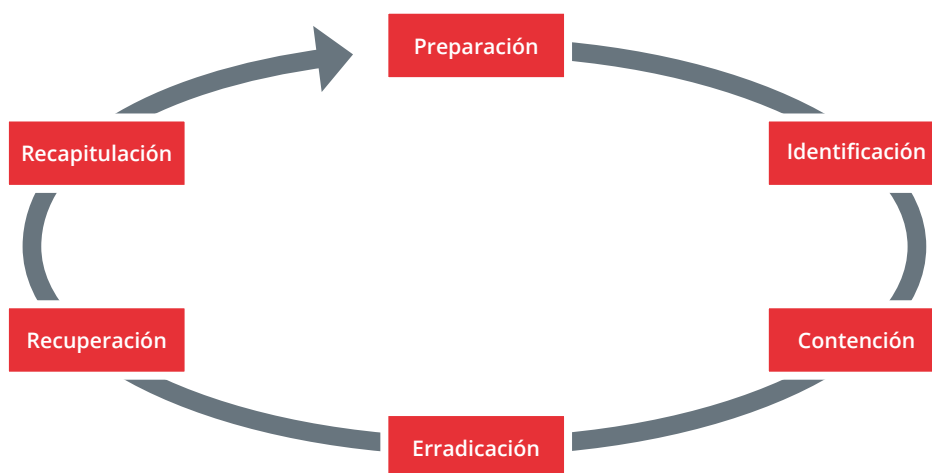 Preparación
Identificación
Contención
Erradicación
Recuperación
Recapitulación